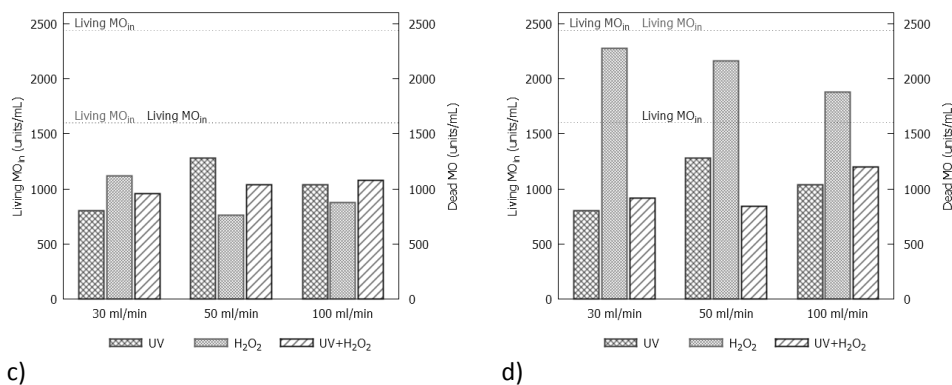 2500
2000
1500
1000
500
0
Living MOin (units/mL)
Living MOin
Living MOin Living MOin
2500
2000
1500
1000
500
0
Dead MO (units/mL)
30 ml/min 50 ml/min 100 ml/min
UV H₂O₂ UV+H₂O₂
c)
2500
2000
1500
1000
500
0
Living MOin (units/mL)
Living MOin Living MOin
Living MOin
2500
2000
1500
1000
500
0
Dead MO (units/mL)
30 ml/min 50 ml/min 100 ml/min
UV H₂O₂ UV+H₂O₂
d)